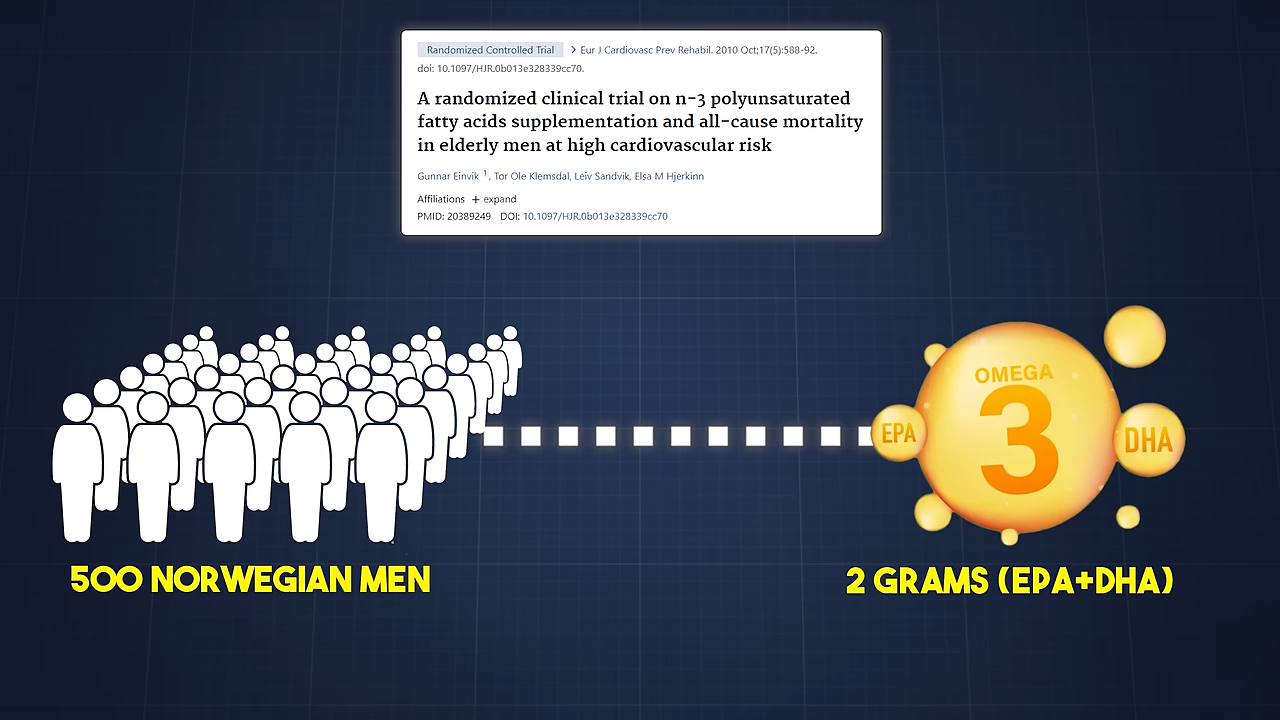 Randomized Controlled Trial > Eur J Cardiovasc Prev Rehabil. 2010 Oct;17(5):588-92.
doi: 10.1097/HJR.0b013e328339cc70.
A randomized clinical trial on n-3 polyunsaturated
fatty acids supplementation and all-cause mortality
in elderly men at high cardiovascular risk
Gunnar Einvik 1, Tor Ole Klemsdal, Leiv Sandvik, Elsa M Hjerkinn
Affiliations + expand
PMID: 20389249 DOI: 10.1097/HJR.0b013e328339cc70
OMEGA
3
EPA
DHA
500 NORWEGIAN MEN
2 GRAMS (EPA+DHA)